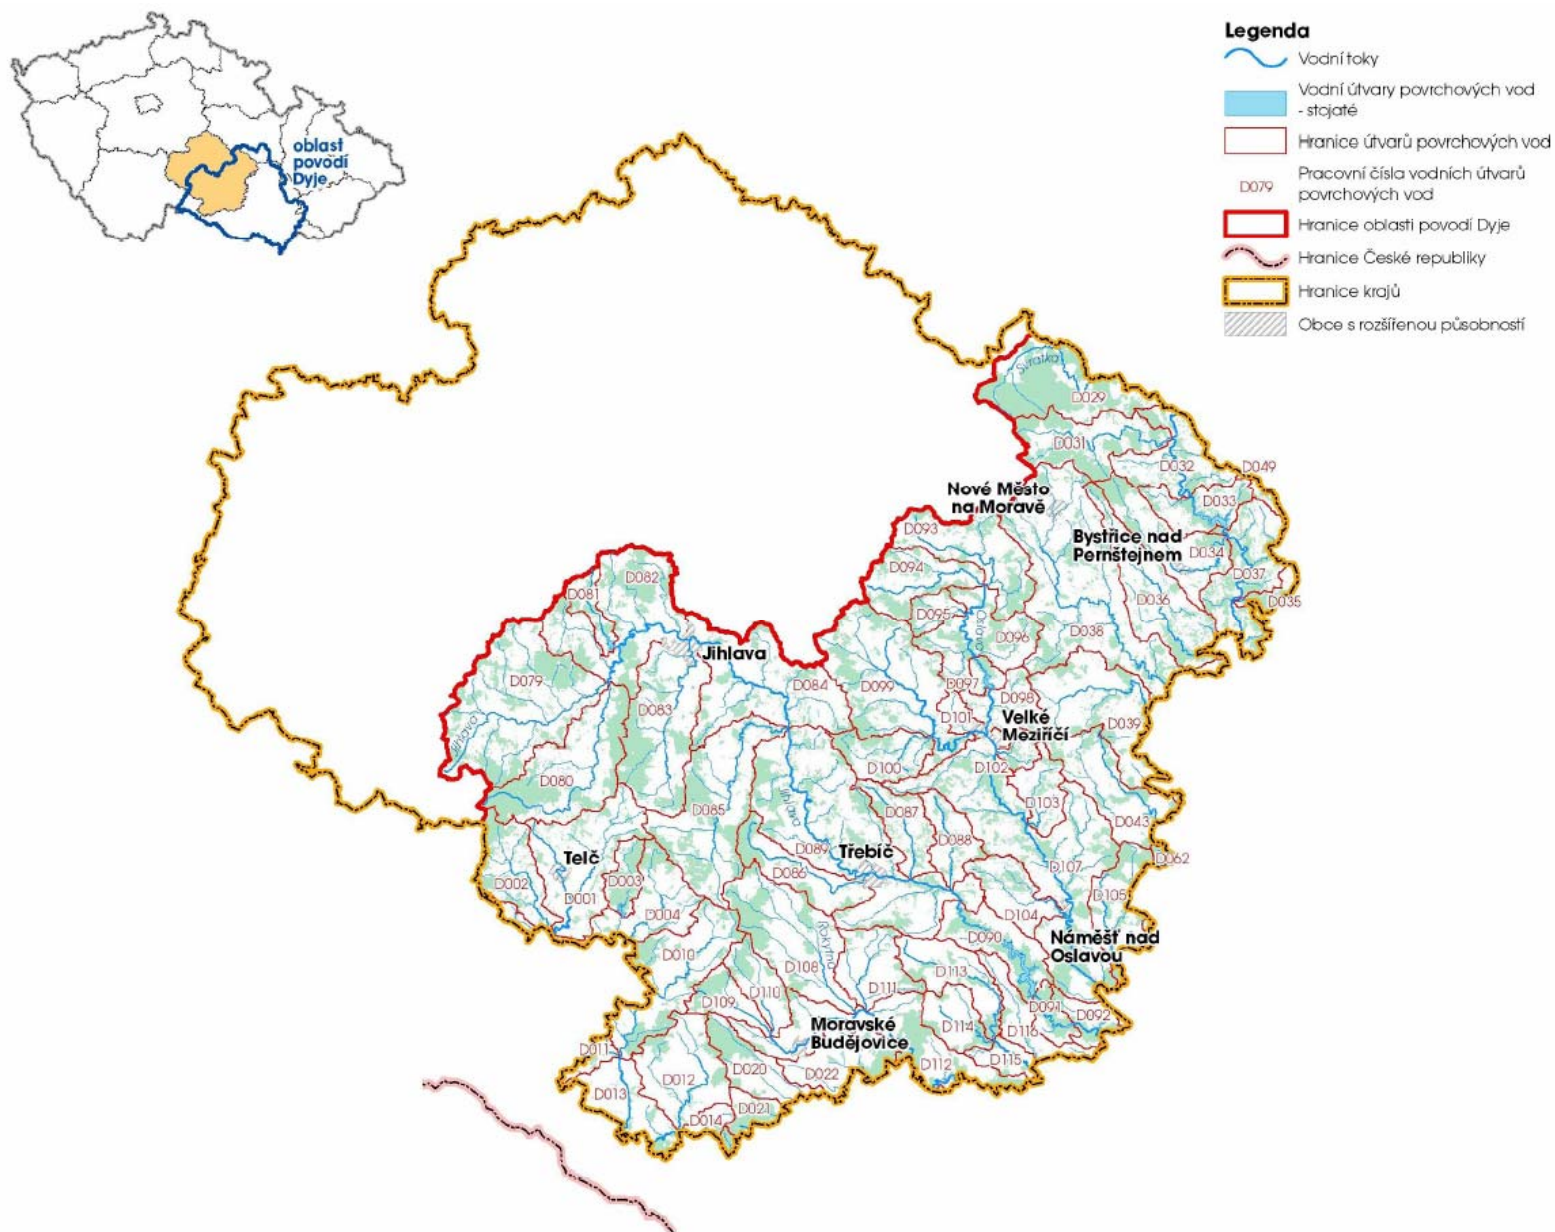 oblast
povodí
Dyje
Legenda
Vodní toky
Vodní útvary povrchových vod
- stojaté
Hranice útvarů povrchových vod
D079
Pracovní čísla vodních útvarů
povrchových vod
Hranice oblasti povodí Dyje
Hranice České republiky
Hranice krajů
Obce s rozšířenou působností
Svratka
D029
D031
D032
D049
Nové Město
na Moravě
D033
D093
Bystřice nad
Pernštejnem
D034
D094
D082
D037
D081
D036
D035
D095
Oslava
D096
D038
Jihlava
D079
D084
D099
D097
D098
D083
D101
Velké
Meziříčí
D039
Jihlava
D080
D100
D102
D103
D085
Jihlava
D087
D043
D088
D089
Třebíč
Telč
D062
D107
D086
D002
D003
D001
D105
D004
D104
Rokytná
D090
Náměšť nad
Oslavou
D010
D108
D113
D110
D111
D109
D091
D092
Moravské
Budějovice
D114
D116
D011
D115
D112
D020
D022
D012
D013
D021
D014